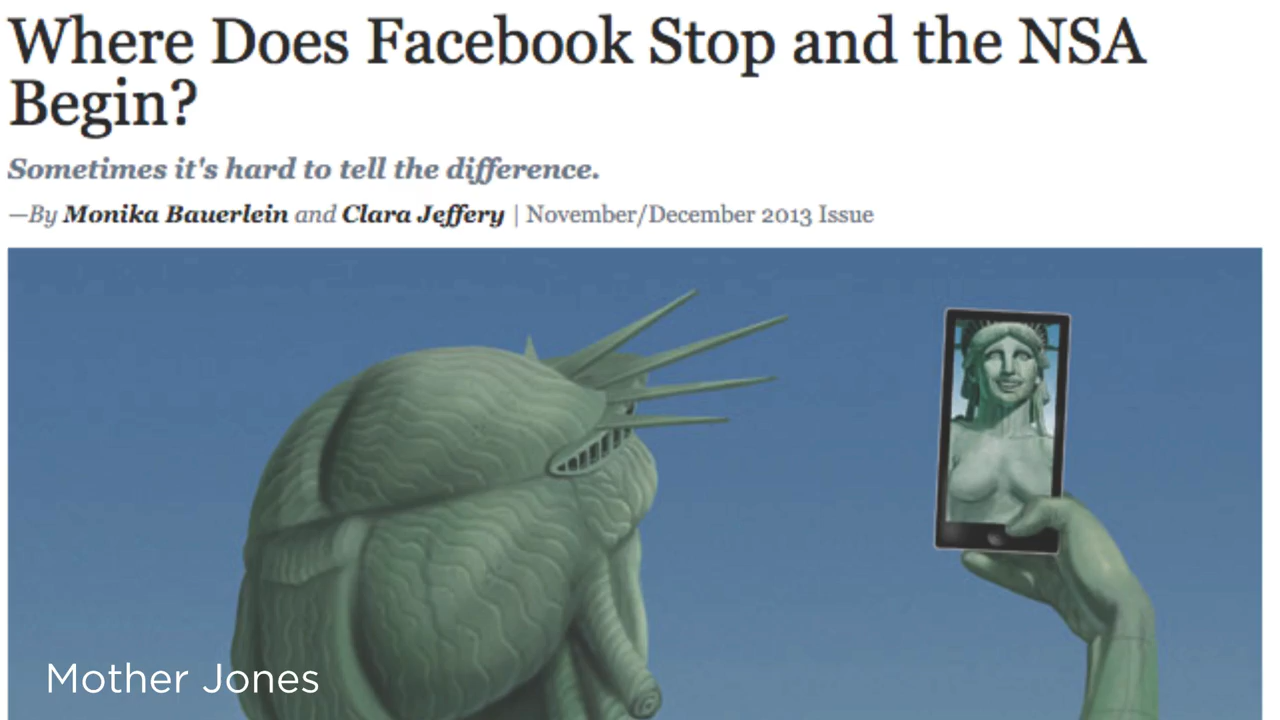 Where Does Facebook Stop and the NSA
Begin?
Sometimes it's hard to tell the difference.
—By Monika Bauerlein and Clara Jeffery | November/December 2013 Issue
Mother Jones